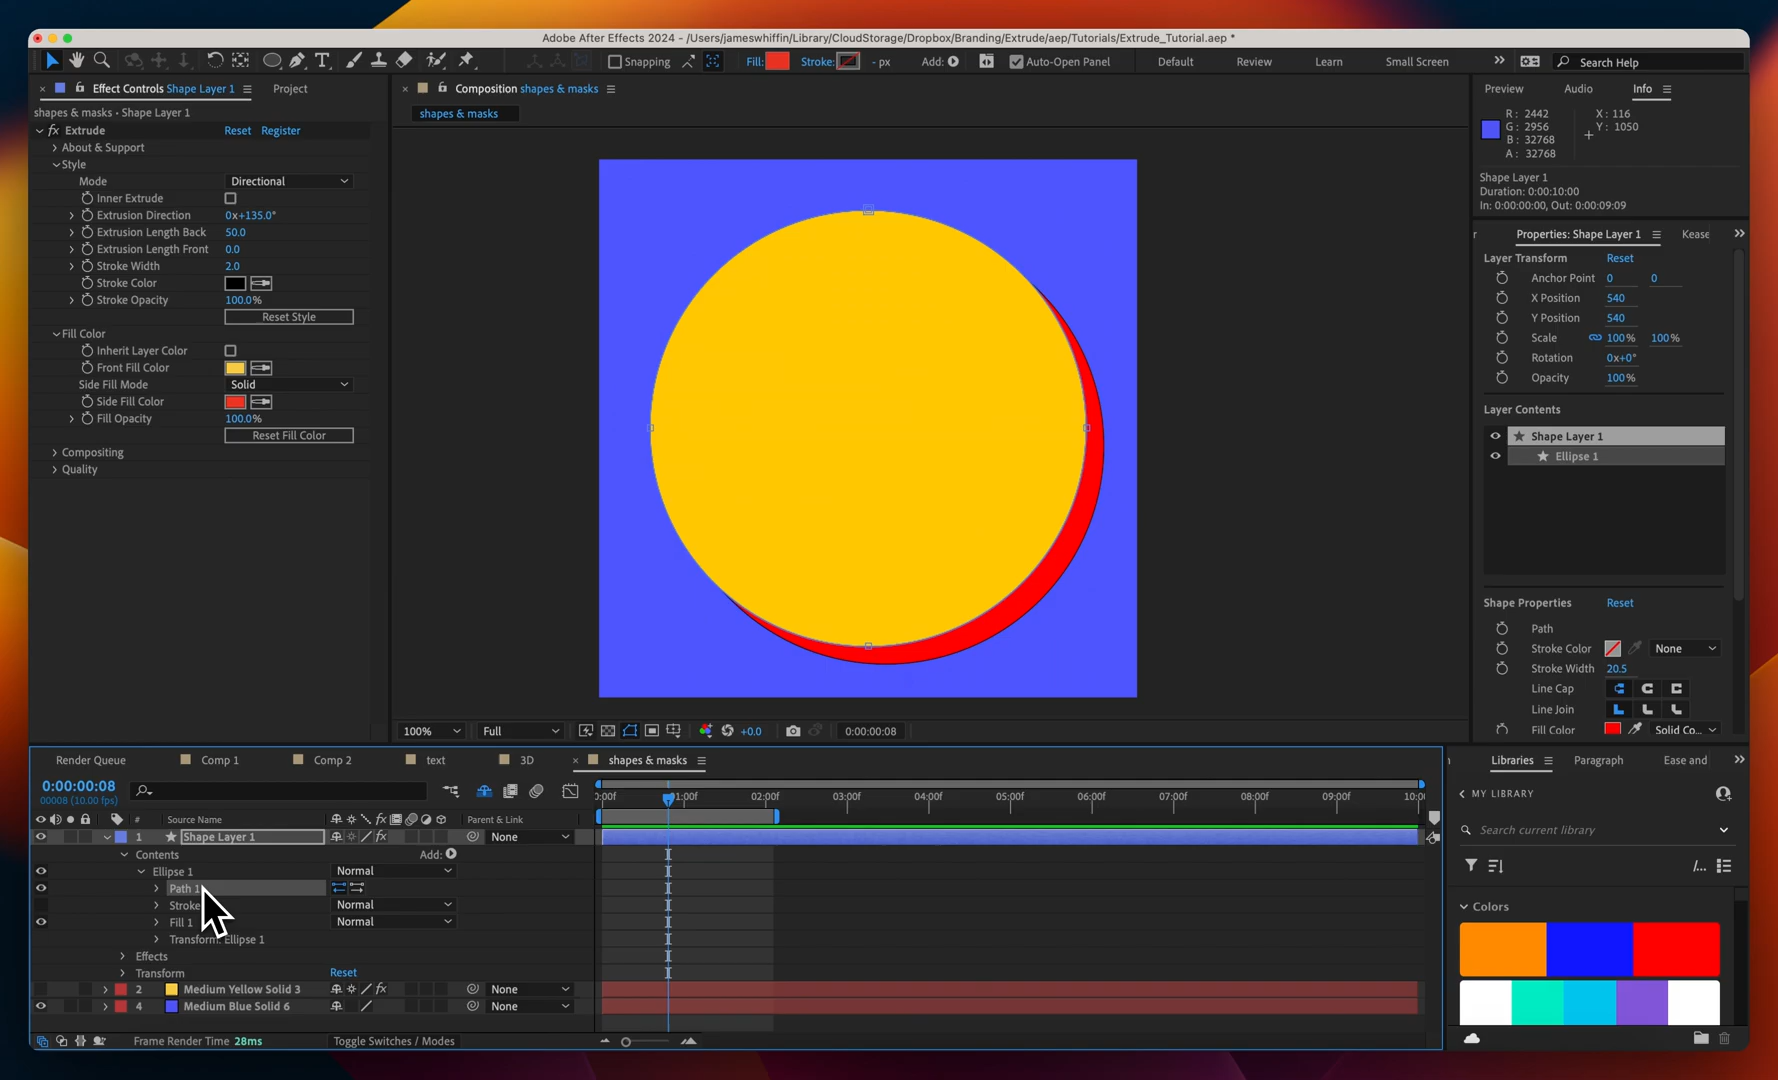 Adobe After Effects 2024 - /Users/jameswhiffin/Library/CloudStorage/Dropbox/Branding/Extrude/aep/Tutorials/Extrude_Tutorial.aep *
Snapping
Fill:
Stroke:
- px
Add:
Auto-Open Panel
Default
Review
Learn
Small Screen
Search Help
Effect Controls Shape Layer 1
Project
shapes & masks • Shape Layer 1
fx Extrude
Reset
Register
About & Support
Style
Mode
Directional
Inner Extrude
Extrusion Direction
0x+135.0°
Extrusion Length Back
50.0
Extrusion Length Front
0.0
Stroke Width
2.0
Stroke Color
Stroke Opacity
100.0%
Reset Style
Fill Color
Inherit Layer Color
Front Fill Color
Side Fill Mode
Solid
Side Fill Color
Fill Opacity
100.0%
Reset Fill Color
Compositing
Quality
Composition shapes & masks
shapes & masks
100%
Full
+0.0
0:00:00:08
Preview
Audio
Info
R: 2442
G: 2956
B: 32768
A: 32768
X: 116
Y: 1050
Shape Layer 1
Duration: 0:00:10:00
In: 0:00:00:00, Out: 0:00:09:09
Properties: Shape Layer 1
Kease
Layer Transform
Reset
Anchor Point
0
0
X Position
540
Y Position
540
Scale
100%
100%
Rotation
0x+0°
Opacity
100%
Layer Contents
Shape Layer 1
Ellipse 1
Shape Properties
Reset
Path
Stroke Color
None
Stroke Width
20.5
Line Cap
Line Join
Fill Color
Solid Co...
Render Queue
Comp 1
Comp 2
text
3D
shapes & masks
0:00:00:08
00008 (10.00 fps)
# Source Name
fx
Parent & Link
1 Shape Layer 1
fx
None
Contents
Add:
Ellipse 1
Normal
Path 1
Stroke
Normal
Fill 1
Normal
Transform: Ellipse 1
Effects
Transform
Reset
2 Medium Yellow Solid 3
fx
None
4 Medium Blue Solid 6
None
Frame Render Time 28ms
Toggle Switches / Modes
0:00f
01:00f
02:00f
03:00f
04:00f
05:00f
06:00f
07:00f
08:00f
09:00f
10:0
Libraries
Paragraph
Ease and
MY LIBRARY
Search current library
/...
Colors